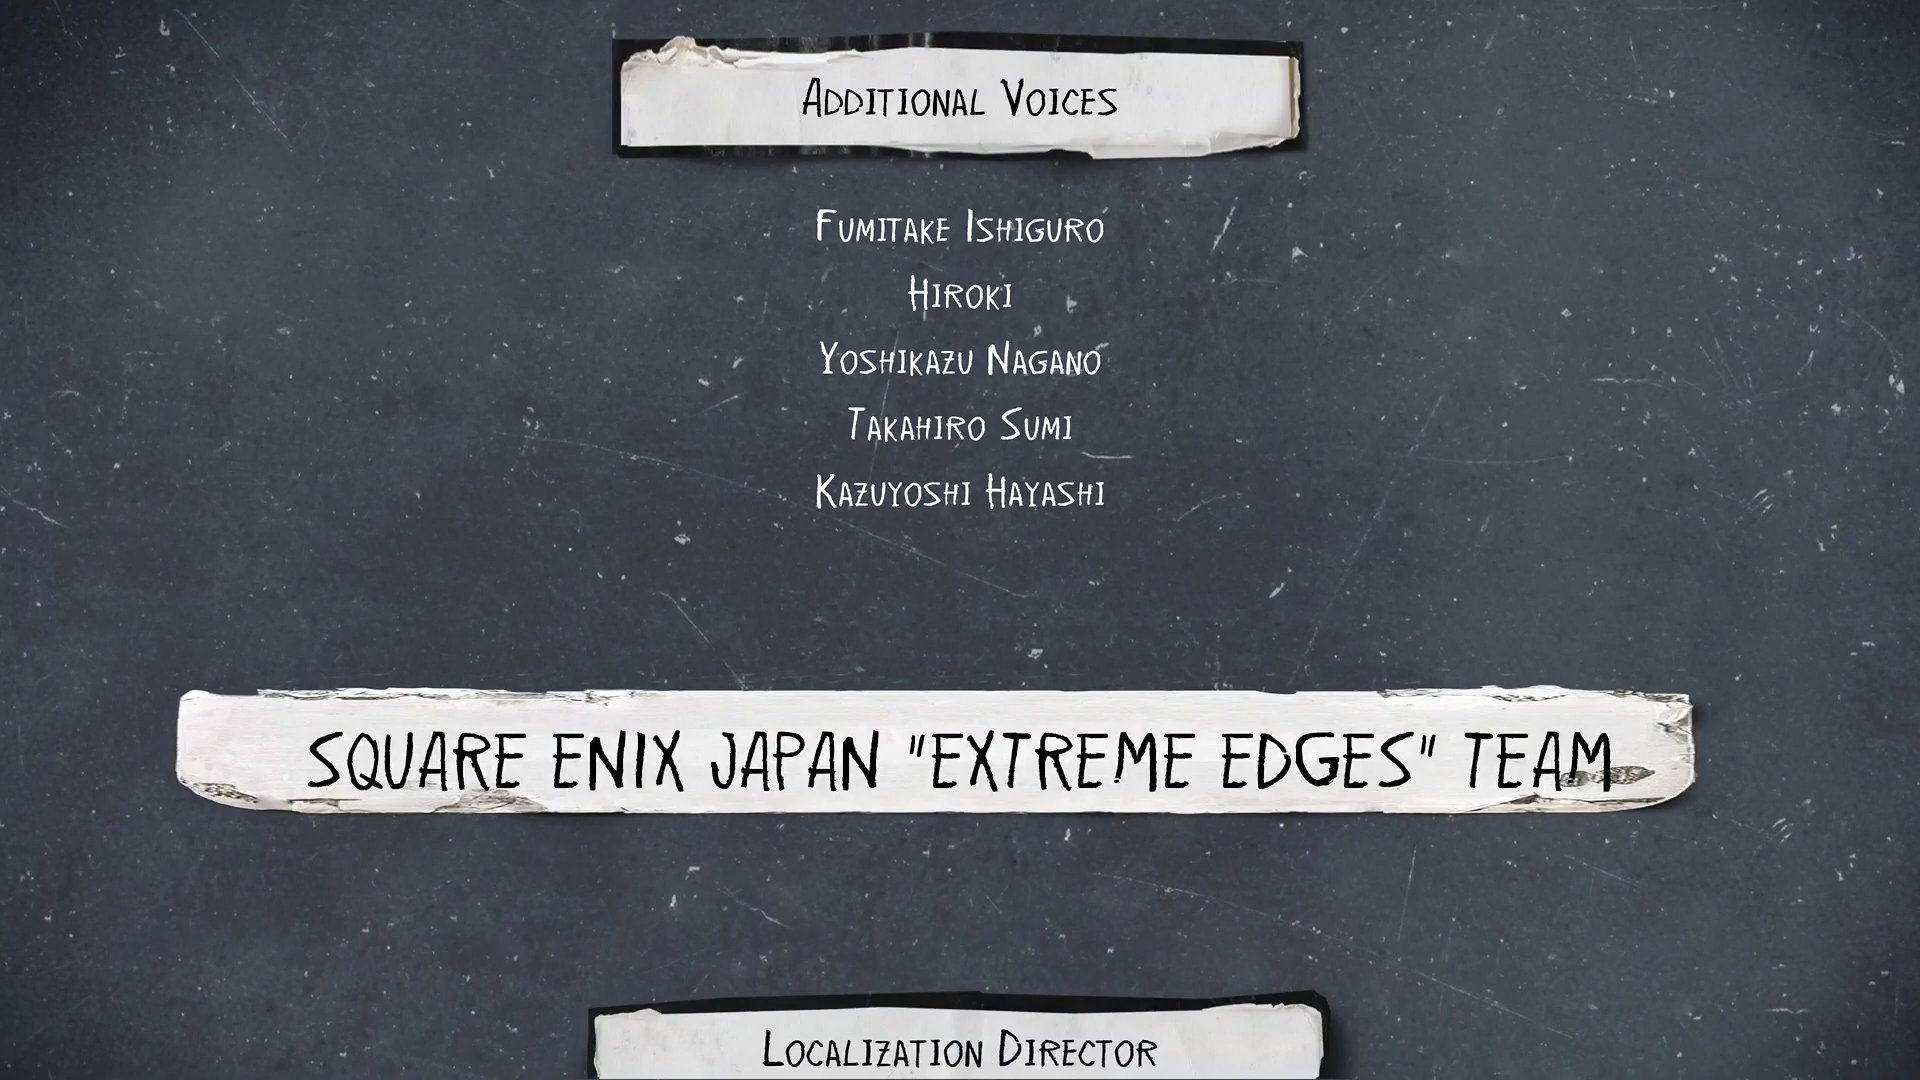 Additional Voices
Fumitake Ishiguro
Hiroki
Yoshikazu Nagano
Takahiro Sumi
Kazuyoshi Hayashi
SQUARE ENIX JAPAN "EXTREME EDGES" TEAM
Localization Director